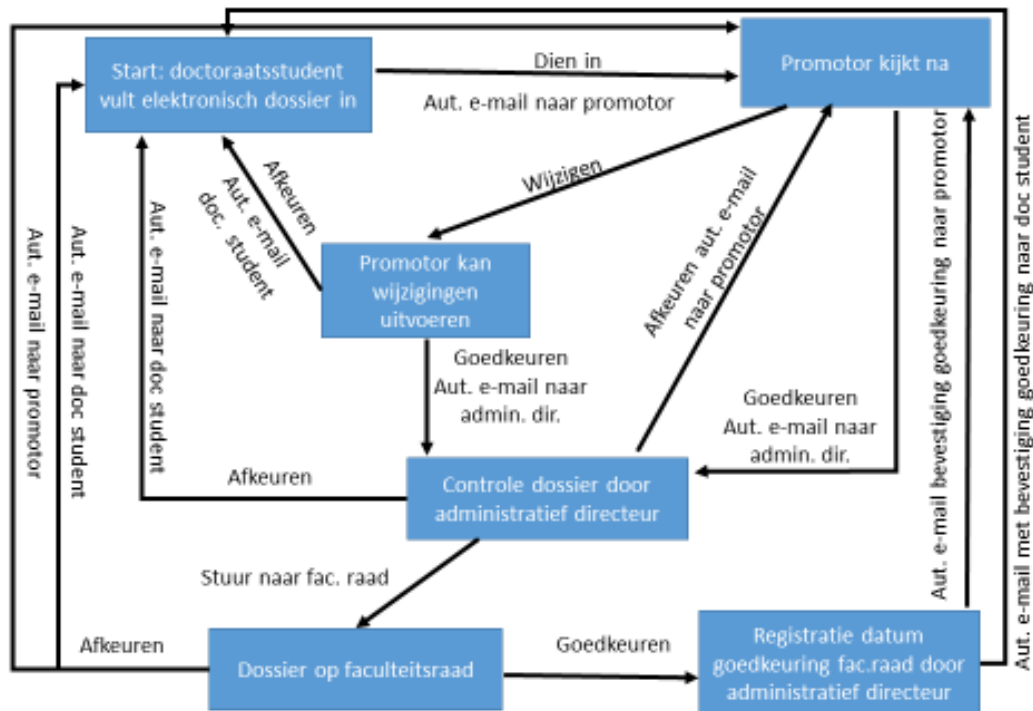 Start: doctoraatsstudent
vult elektronisch dossier in
Dien in
Aut. e-mail naar promotor
Promotor kijkt na
Wijzigen
Afkeuren
Aut. e-mail
doc. student
Promotor kan
wijzigingen
uitvoeren
Afkeuren aut. e-mail
naar promotor
Goedkeuren
Aut. e-mail naar
admin. dir.
Goedkeuren
Aut. e-mail naar
admin. dir.
Aut. e-mail naar promotor
Aut. e-mail naar doc student
Aut. e-mail naar doc student
Aut. e-mail bevestiging goedkeuring naar promotor
Aut. e-mail met bevestiging goedkeuring naar doc student
Afkeuren
Controle dossier door
administratief directeur
Stuur naar fac. raad
Afkeuren
Dossier op faculteitsraad
Goedkeuren
Registratie datum
goedkeuring fac.raad door
administratief directeur